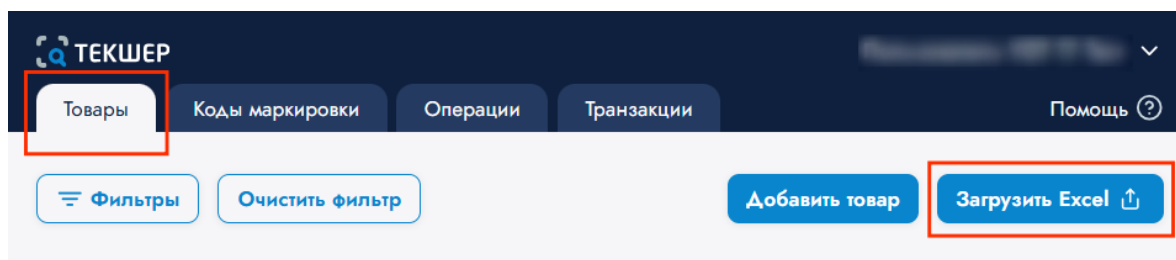 ТЕКШЕР
Товары Коды маркировки Операции Транзакции Помощь ?
Фильтры Очистить фильтр Добавить товар Загрузить Excel